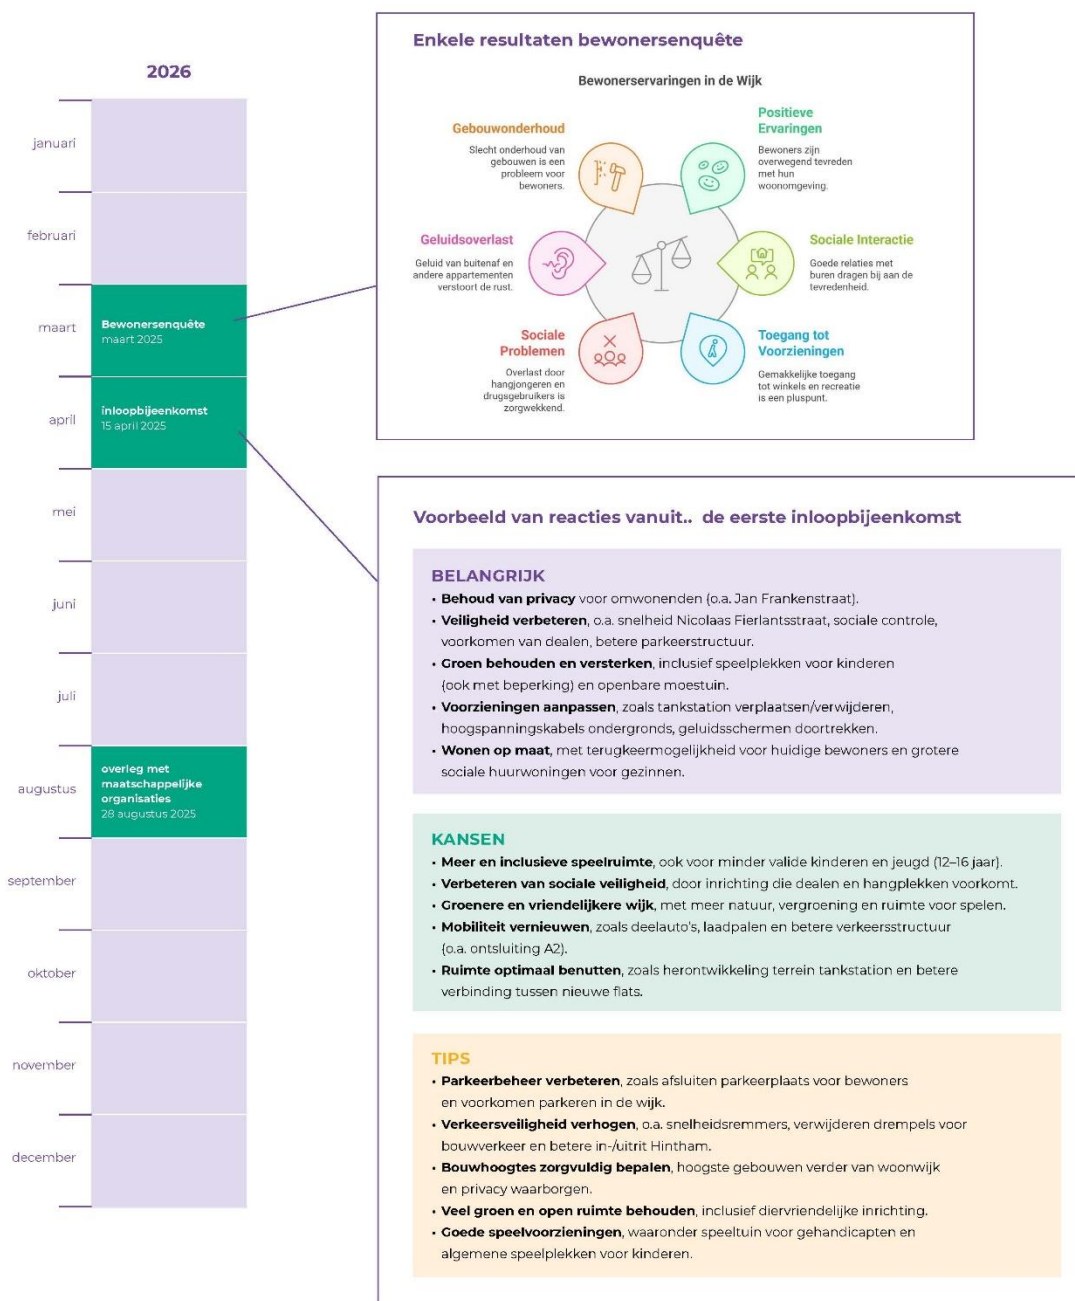 2026
januari
februari
maart
Bewonersenquête
maart 2025
april
inloopbijeenkomst
15 april 2025
mei
juni
juli
augustus
overleg met
maatschappelijke
organisaties
28 augustus 2025
september
oktober
november
december
Enkele resultaten bewonersenquête
Bewonerservaringen in de Wijk
Gebouwonderhoud
Slecht onderhoud van
gebouwen is een
probleem voor
bewoners.
Positieve
Ervaringen
Bewoners zijn
overwegend tevreden
met hun
woonomgeving.
Geluidsoverlast
Geluid van buitenaf en
andere appartementen
verstoort de rust.
Sociale Interactie
Goede relaties met
buren dragen bij aan de
tevredenheid.
Sociale
Problemen
Overlast door
hangjongeren en
drugsgebruikers is
zorgwekkend.
Toegang tot
Voorzieningen
Gemakkelijke toegang
tot winkels en recreatie
is een pluspunt.
Voorbeeld van reacties vanuit.. de eerste inloopbijeenkomst
BELANGRIJK
• Behoud van privacy voor omwonenden (o.a. Jan Frankenstraat).
• Veiligheid verbeteren, o.a. snelheid Nicolaas Fierlantsstraat, sociale controle,
voorkomen van dealen, betere parkeerstructuur.
• Groen behouden en versterken, inclusief speelplekken voor kinderen
(ook met beperking) en openbare moestuin.
• Voorzieningen aanpassen, zoals tankstation verplaatsen/verwijderen,
hoogspanningskabels ondergronds, geluidsschermen doortrekken.
• Wonen op maat, met terugkeermogelijkheid voor huidige bewoners en grotere
sociale huurwoningen voor gezinnen.
KANSEN
• Meer en inclusieve speelruimte, ook voor minder valide kinderen en jeugd (12–16 jaar).
• Verbeteren van sociale veiligheid, door inrichting die dealen en hangplekken voorkomt.
• Groenere en vriendelijkere wijk, met meer natuur, vergroening en ruimte voor spelen.
• Mobiliteit vernieuwen, zoals deelauto's, laadpalen en betere verkeersstructuur
(o.a. ontsluiting A2).
• Ruimte optimaal benutten, zoals herontwikkeling terrein tankstation en betere
verbinding tussen nieuwe flats.
TIPS
• Parkeerbeheer verbeteren, zoals afsluiten parkeerplaats voor bewoners
en voorkomen parkeren in de wijk.
• Verkeersveiligheid verhogen, o.a. snelheidsremmers, verwijderen drempels voor
bouwverkeer en betere in-/uitrit Hintham.
• Bouwhoogtes zorgvuldig bepalen, hoogste gebouwen verder van woonwijk
en privacy waarborgen.
• Veel groen en open ruimte behouden, inclusief diervriendelijke inrichting.
• Goede speelvoorzieningen, waaronder speeltuin voor gehandicapten en
algemene speelplekken voor kinderen.